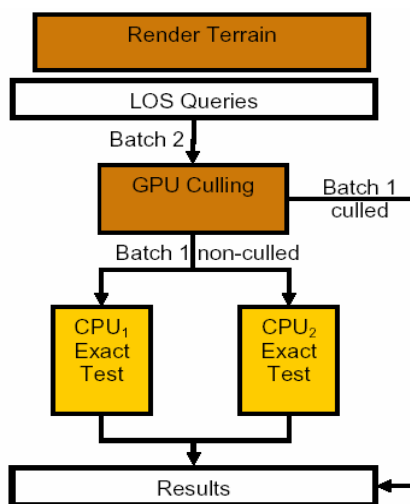 Render Terrain
LOS Queries
Batch 2
GPU Culling
Batch 1
culled
Batch 1 non-culled
CPU₁
Exact
Test
CPU₂
Exact
Test
Results